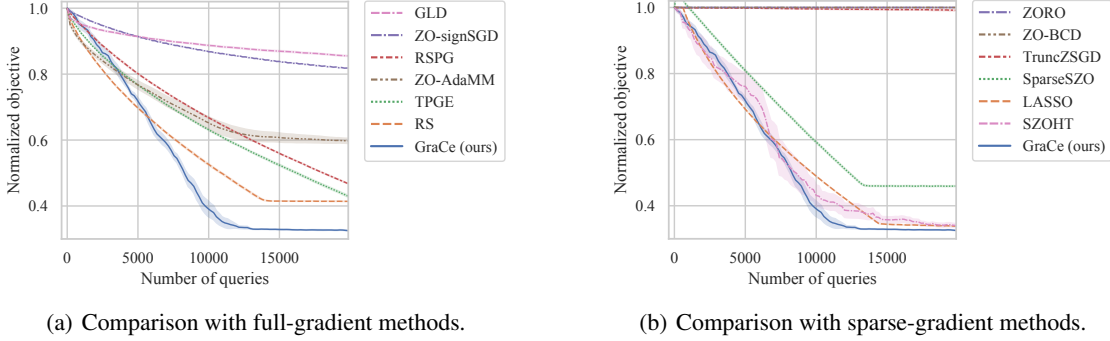 1.0
0.8
0.6
0.4
Normalized objective
0
5000
10000
15000
Number of queries
GLD
ZO-signSGD
RSPG
ZO-AdaMM
TPGE
RS
GraCe (ours)
(a) Comparison with full-gradient methods.
1.0
0.8
0.6
0.4
Normalized objective
0
5000
10000
15000
Number of queries
ZORO
ZO-BCD
TruncZSGD
SparseSZO
LASSO
SZOHT
GraCe (ours)
(b) Comparison with sparse-gradient methods.